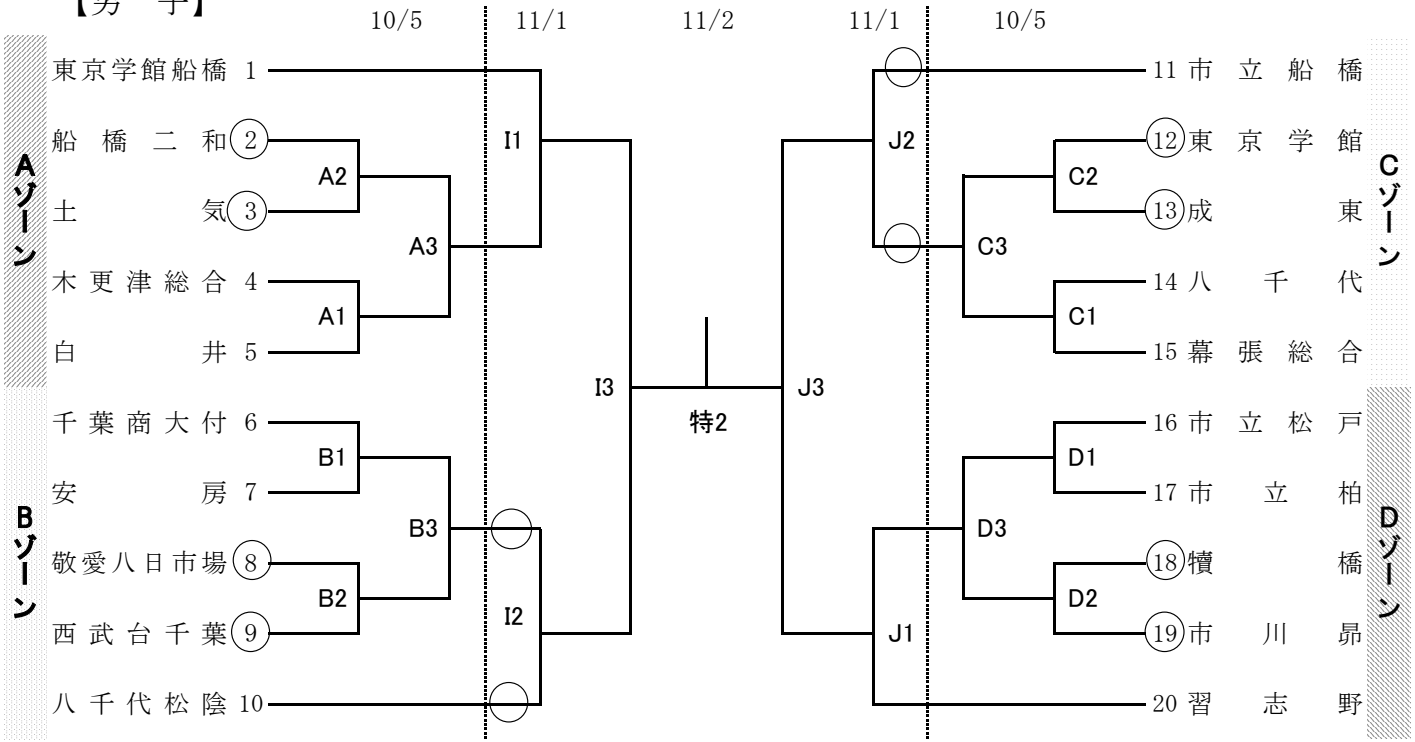 【男 子】
10/5 11/1 11/2 11/1 10/5
Aゾーン
Bゾーン
東京学館船橋 1
船橋二和 2
土気 3
木更津総合 4
白井 5
千葉商大付 6
安房 7
敬愛八日市場 8
西武台千葉 9
八千代松陰 10
A2
A3
A1
B1
B3
B2
I1
I3
I2
特2
J2
J3
J1
C2
C3
C1
D1
D3
D2
11 市立船橋
12 東京学館
13 成東
14 八千代
15 幕張総合
16 市立松戸
17 市立柏
18 犢橋
19 市川昴
20 習志野
Cゾーン
Dゾーン